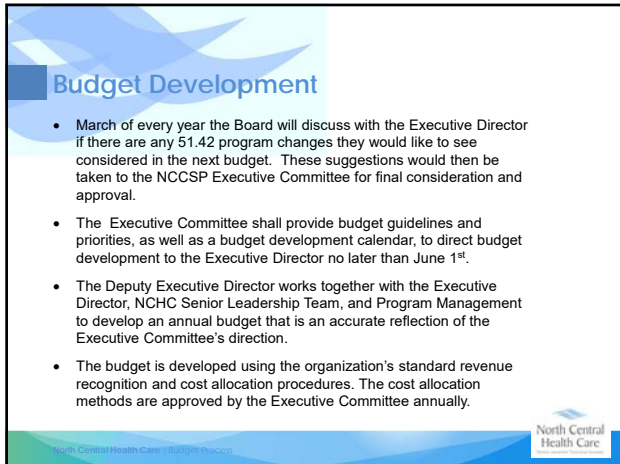 Budget Development
• March of every year the Board will discuss with the Executive Director
if there are any 51.42 program changes they would like to see
considered in the next budget.  These suggestions would then be
taken to the NCCSP Executive Committee for final consideration and
approval.
• The  Executive Committee shall provide budget guidelines and
priorities, as well as a budget development calendar, to direct budget
development to the Executive Director no later than June 1st.
• The Deputy Executive Director works together with the Executive
Director, NCHC Senior Leadership Team, and Program Management
to develop an annual budget that is an accurate reflection of the
Executive Committee's direction.
• The budget is developed using the organization's standard revenue
recognition and cost allocation procedures. The cost allocation
methods are approved by the Executive Committee annually.
North Central Health Care | Budget Process
North Central
Health Care